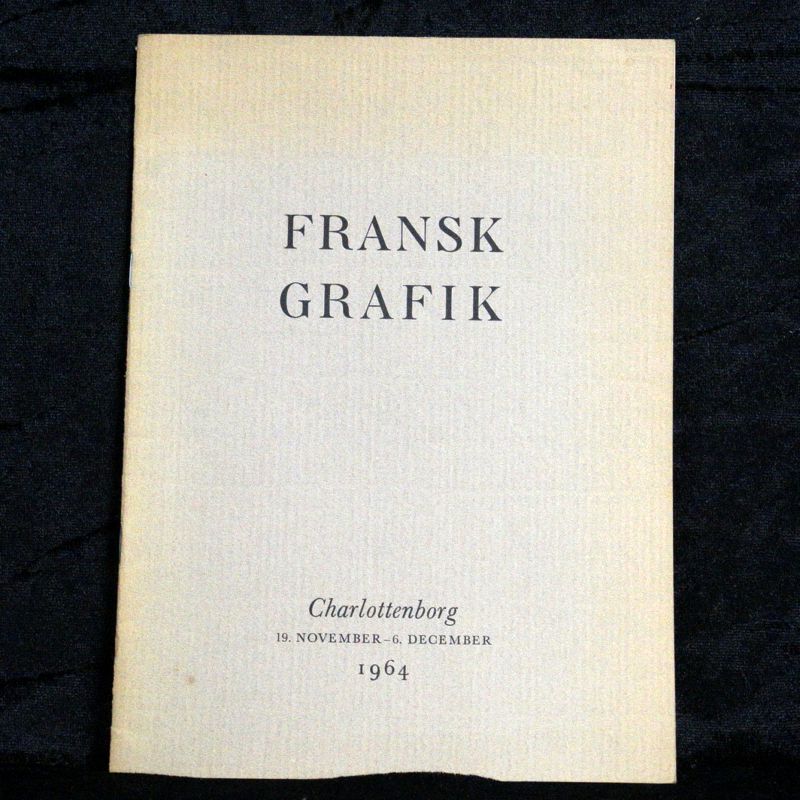 FRANSK
GRAFIK
Charlottenborg
19. NOVEMBER–6. DECEMBER
1964